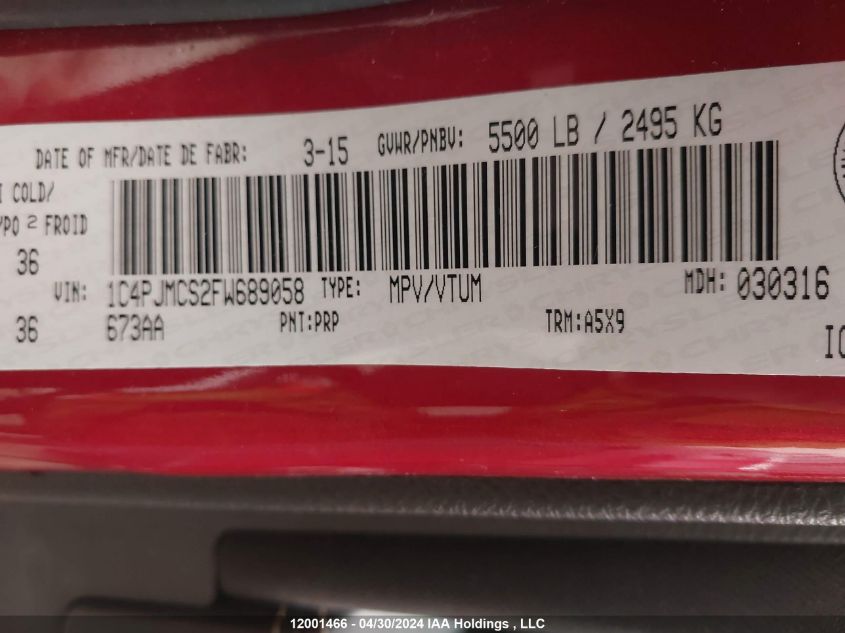 DATE OF MFR/DATE DE FABR: 3-15 GVWR/PNBV: 5500 LB / 2495 KG
COLD/
2 FROID
36
VIN: 1C4PJMCS2FW689058 TYPE: MPV/VTUM MDH: 030316
36 673AA PNT:PRP TRM:A5X9
12001466 - 04/30/2024 IAA Holdings , LLC